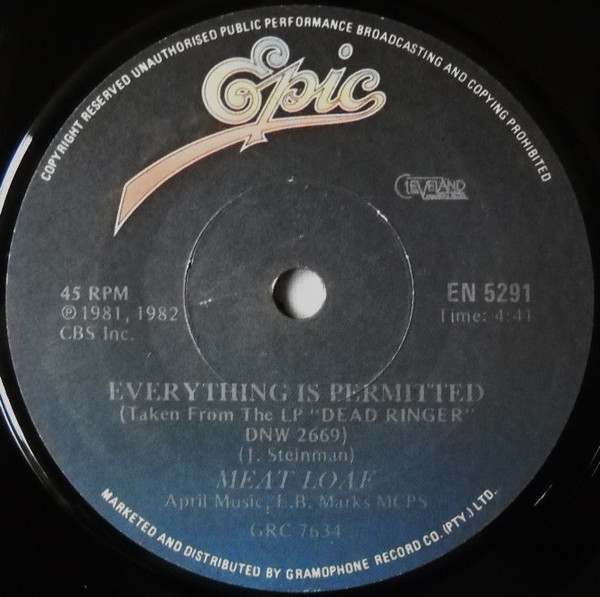 COPYRIGHT RESERVED UNAUTHORISED PUBLIC PERFORMANCE BROADCASTING AND COPYING PROHIBITED
Epic
CLEVELAND
45 RPM
℗ 1981, 1982
CBS Inc.
EN 5291
Time: 4:41
EVERYTHING IS PERMITTED
(Taken From The LP "DEAD RINGER"
DNW 2669)
(J. Steinman)
MEAT LOAF
April Music, E.B. Marks MCPS
GRC 7634
MARKETED AND DISTRIBUTED BY GRAMOPHONE RECORD CO. (PTY.) LTD.